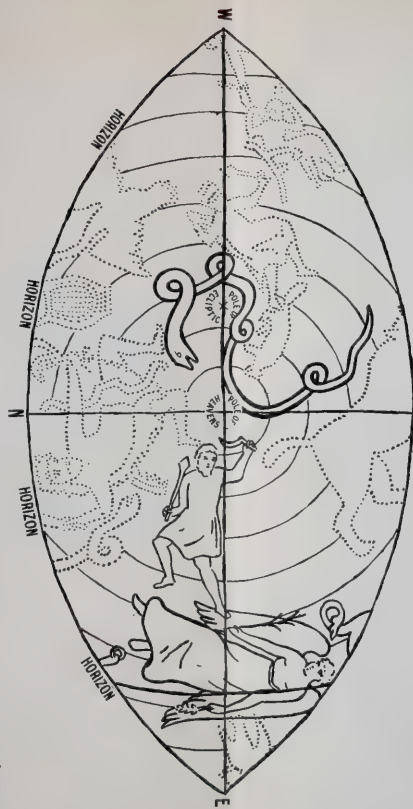 W
HORIZON
HORIZON
POLE OF
ECLIPTIC
N
POLE OF
HEAVENS
HORIZON
HORIZON
E